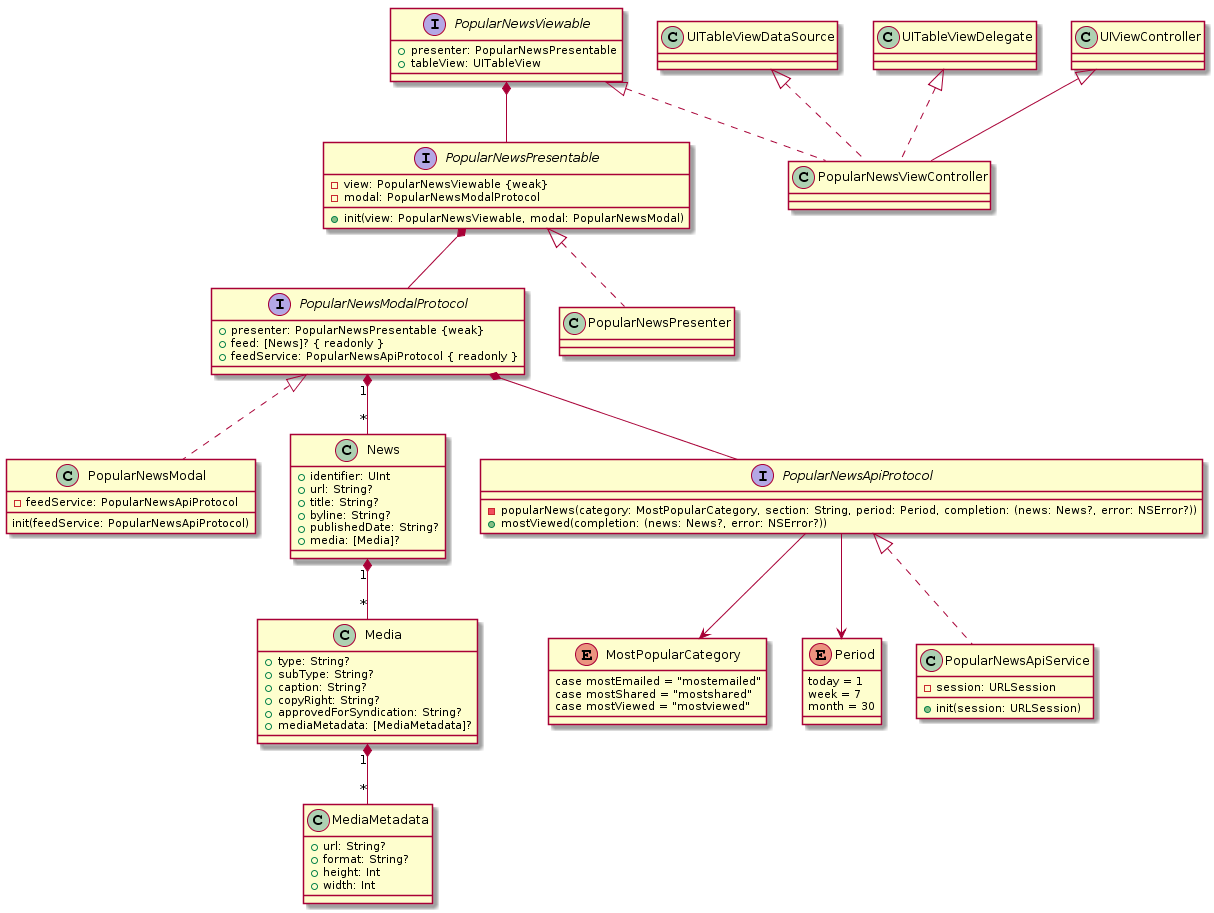 I PopularNewsViewable
presenter: PopularNewsPresentable
tableView: UITableView
C UITableViewDataSource
C UITableViewDelegate
C UIViewController
I PopularNewsPresentable
view: PopularNewsViewable {weak}
modal: PopularNewsModalProtocol
init(view: PopularNewsViewable, modal: PopularNewsModal)
C PopularNewsViewController
I PopularNewsModalProtocol
presenter: PopularNewsPresentable {weak}
feed: [News]? { readonly }
feedService: PopularNewsApiProtocol { readonly }
C PopularNewsPresenter
1
*
C PopularNewsModal
feedService: PopularNewsApiProtocol
init(feedService: PopularNewsApiProtocol)
C News
identifier: UInt
url: String?
title: String?
byline: String?
publishedDate: String?
media: [Media]?
I PopularNewsApiProtocol
popularNews(category: MostPopularCategory, section: String, period: Period, completion: (news: News?, error: NSError?))
mostViewed(completion: (news: News?, error: NSError?))
1
*
C Media
type: String?
subType: String?
caption: String?
copyRight: String?
approvedForSyndication: String?
mediaMetadata: [MediaMetadata]?
E MostPopularCategory
case mostEmailed = "mostemailed"
case mostShared = "mostshared"
case mostViewed = "mostviewed"
E Period
today = 1
week = 7
month = 30
C PopularNewsApiService
session: URLSession
init(session: URLSession)
1
*
C MediaMetadata
url: String?
format: String?
height: Int
width: Int